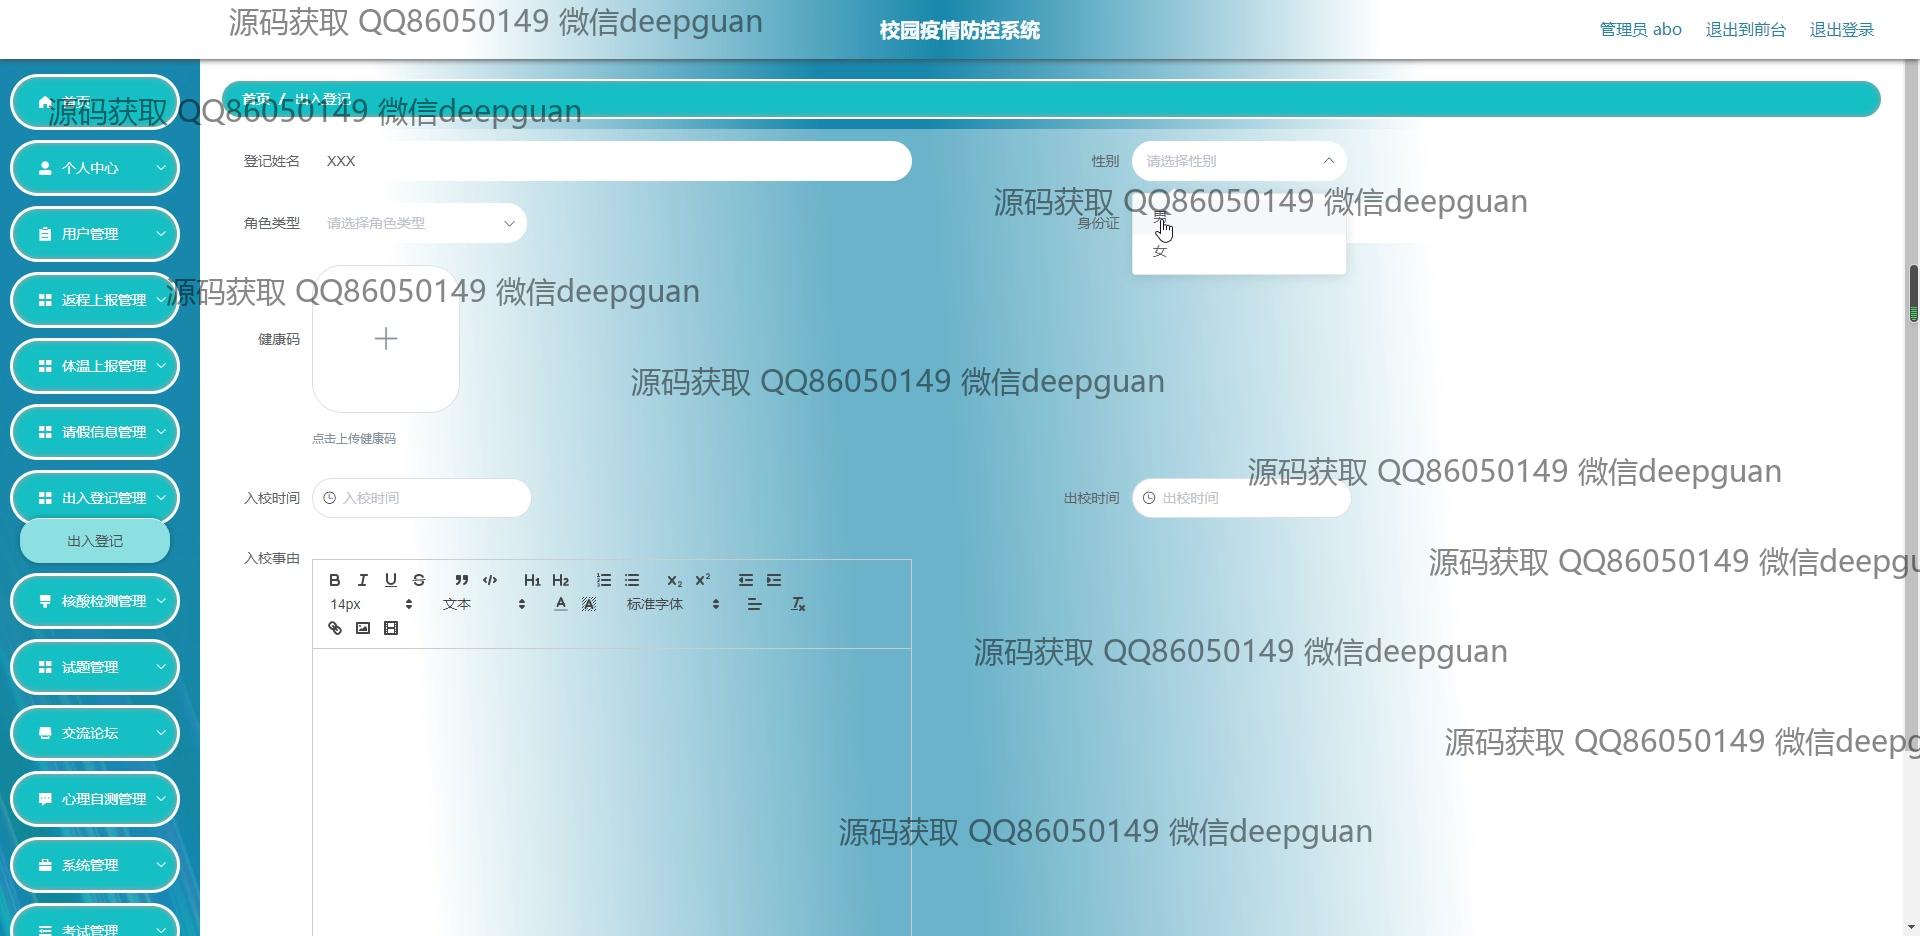 源码获取 QQ86050149 微信deepguan
校园疫情防控系统
管理员 abo
退出到前台
退出登录
首页
首页 / 出入登记
源码获取 QQ86050149 微信deepguan
个人中心
登记姓名
XXX
性别
请选择性别
源码获取 QQ86050149 微信deepguan
用户管理
角色类型
请选择角色类型
身份证
男
女
返程上报管理
源码获取 QQ86050149 微信deepguan
健康码
体温上报管理
源码获取 QQ86050149 微信deepguan
请假信息管理
点击上传健康码
源码获取 QQ86050149 微信deepguan
出入登记管理
入校时间
入校时间
出校时间
出校时间
出入登记
入校事由
源码获取 QQ86050149 微信deepgu
B I U S ” </> H1 H2 X2 X2
14px
文本
A A
标准字体
Tx
核酸检测管理
试题管理
源码获取 QQ86050149 微信deepguan
交流论坛
源码获取 QQ86050149 微信deepg
心理自测管理
源码获取 QQ86050149 微信deepguan
系统管理
考试管理